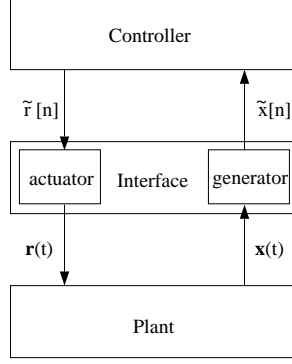 Controller
r̃ [n]
x̃[n]
actuator
Interface
generator
r(t)
x(t)
Plant